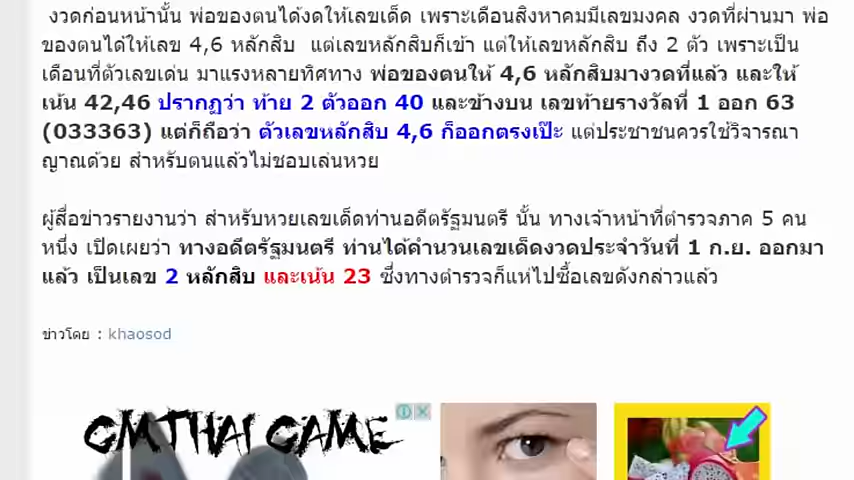 งวดก่อนหน้านั้น พ่อของตนได้งดให้เลขเด็ด เพราะเดือนสิงหาคมมีเลขมงคล งวดที่ผ่านมา พ่อ
ของตนได้ให้เลข 4,6 หลักสิบ แต่เลขหลักสิบก็เข้า แต่ให้เลขหลักสิบ ถึง 2 ตัว เพราะเป็น
เดือนที่ตัวเลขเด่น มาแรงหลายทิศทาง พ่อของตนให้ 4,6 หลักสิบมางวดที่แล้ว และให้
เน้น 42,46 ปรากฏว่า ท้าย 2 ตัวออก 40 และข้างบน เลขท้ายรางวัลที่ 1 ออก 63
(033363) แต่ก็ถือว่า ตัวเลขหลักสิบ 4,6 ก็ออกตรงเป๊ะ แต่ประชาชนควรใช้วิจารณา
ญาณด้วย สำหรับตนแล้วไม่ชอบเล่นหวย
ผู้สื่อข่าวรายงานว่า สำหรับหวยเลขเด็ดท่านอดีตรัฐมนตรี นั้น ทางเจ้าหน้าที่ตำรวจภาค 5 คน
หนึ่ง เปิดเผยว่า ทางอดีตรัฐมนตรี ท่านได้คำนวนเลขเด็ดงวดประจำวันที่ 1 ก.ย. ออกมา
แล้ว เป็นเลข 2 หลักสิบ และเน้น 23 ซึ่งทางตำรวจก็แห่ไปซื้อเลขดังกล่าวแล้ว
ข่าวโดย : khaosod
GMTHAI GAME